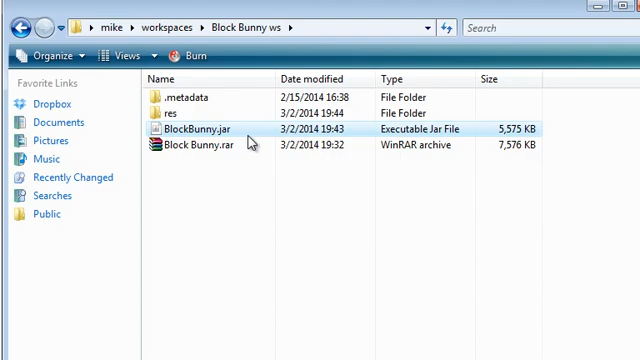 mike ▸ workspaces ▸ Block Bunny ws ▸ Search
Organize Views Burn
Favorite Links Name Date modified Type Size
Dropbox
Documents
Pictures
Music
Recently Changed
Searches
Public
.metadata 2/15/2014 16:38 File Folder
res 3/2/2014 19:44 File Folder
BlockBunny.jar 3/2/2014 19:43 Executable Jar File 5,575 KB
Block Bunny.rar 3/2/2014 19:32 WinRAR archive 7,576 KB